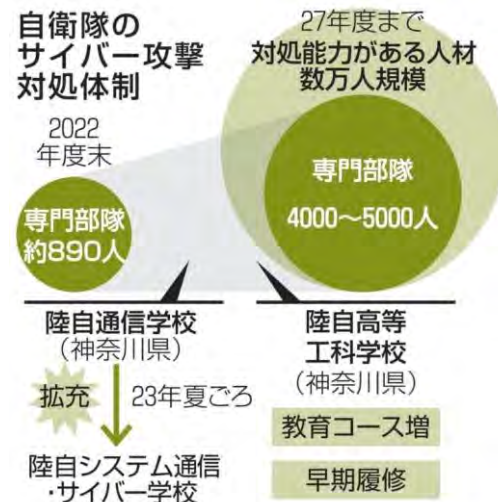 自衛隊の
サイバー攻撃
対処体制
27年度まで
対処能力がある人材
数万人規模
2022
年度末
専門部隊
約890人
専門部隊
4000〜5000人
陸自通信学校
(神奈川県)
拡充
23年夏ごろ
陸自システム通信
・サイバー学校
陸自高等
工科学校
(神奈川県)
教育コース増
早期履修